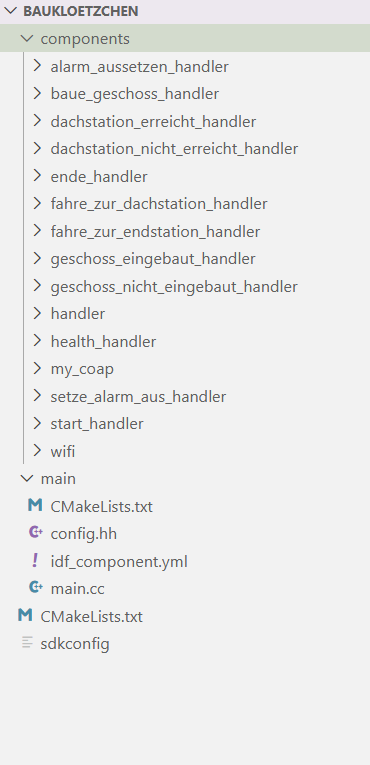 BAUKLOETZCHEN
components
alarm_aussetzen_handler
baue_geschoss_handler
dachstation_erreicht_handler
dachstation_nicht_erreicht_handler
ende_handler
fahre_zur_dachstation_handler
fahre_zur_endstation_handler
geschoss_eingebaut_handler
geschoss_nicht_eingebaut_handler
handler
health_handler
my_coap
setze_alarm_aus_handler
start_handler
wifi
main
M CMakeLists.txt
C++ config.hh
! idf_component.yml
C++ main.cc
M CMakeLists.txt
sdkconfig